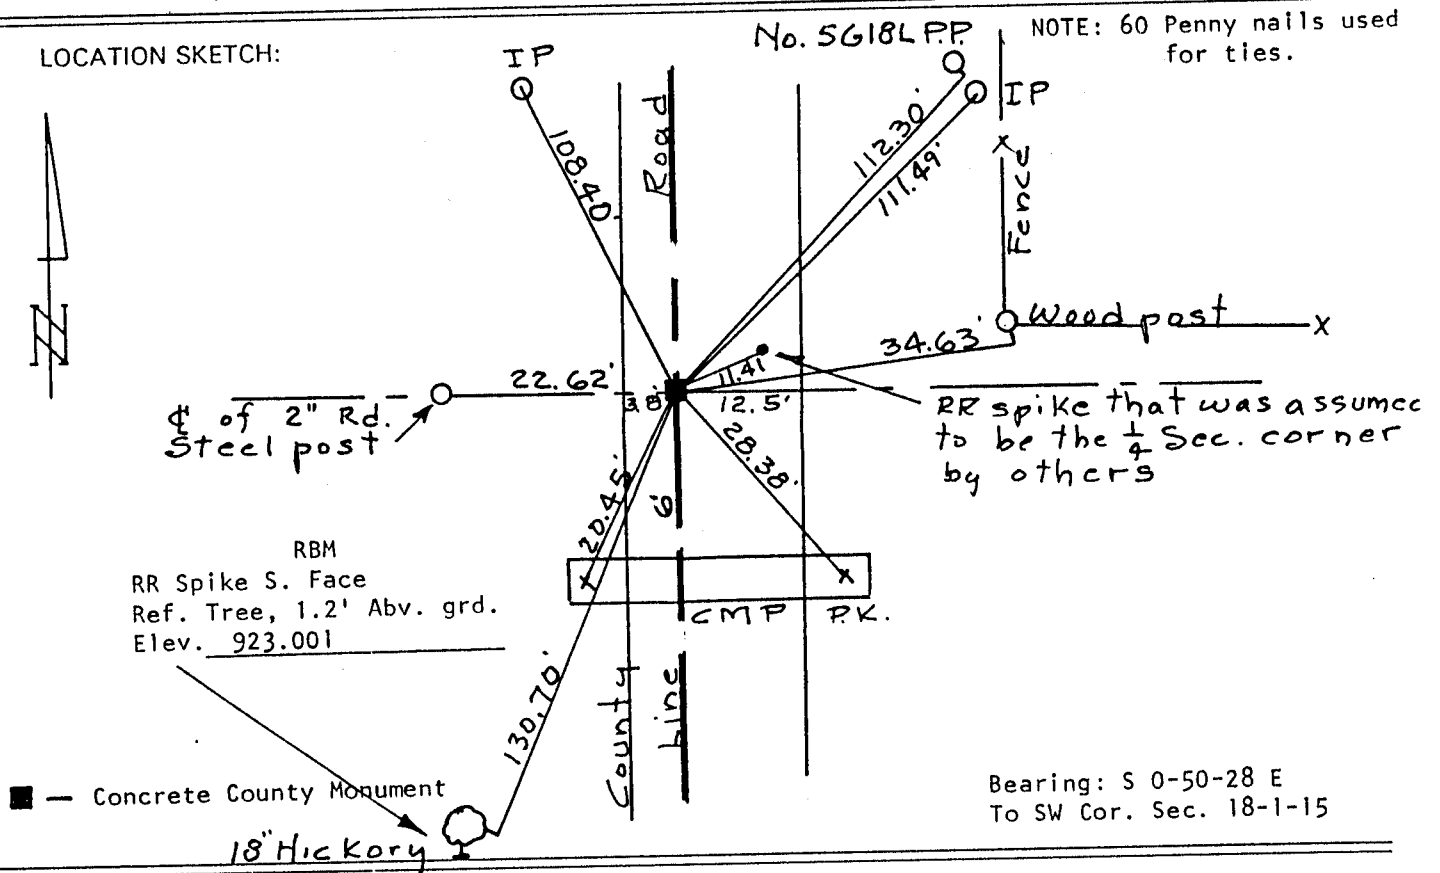 LOCATION SKETCH:
IP
No. 5G18L P.P.
NOTE: 60 Penny nails used
for ties.
IP
108.40'
Road
112.30'
111.49'
x
Fence
N
Wood post
x
34.63'
11.41
22.62'
3.8'
12.5'
℄ of 2" Rd.
Steel post
RR spike that was assumed
to be the 1/4 Sec. corner
by others
28.38'
20.45'
6'
x
x
CMP
P.K.
RBM
RR Spike S. Face
Ref. Tree, 1.2' Abv. grd.
Elev. 923.001
130.70'
County
Line
■ — Concrete County Monument
18" Hickory
Bearing: S 0-50-28 E
To SW Cor. Sec. 18-1-15